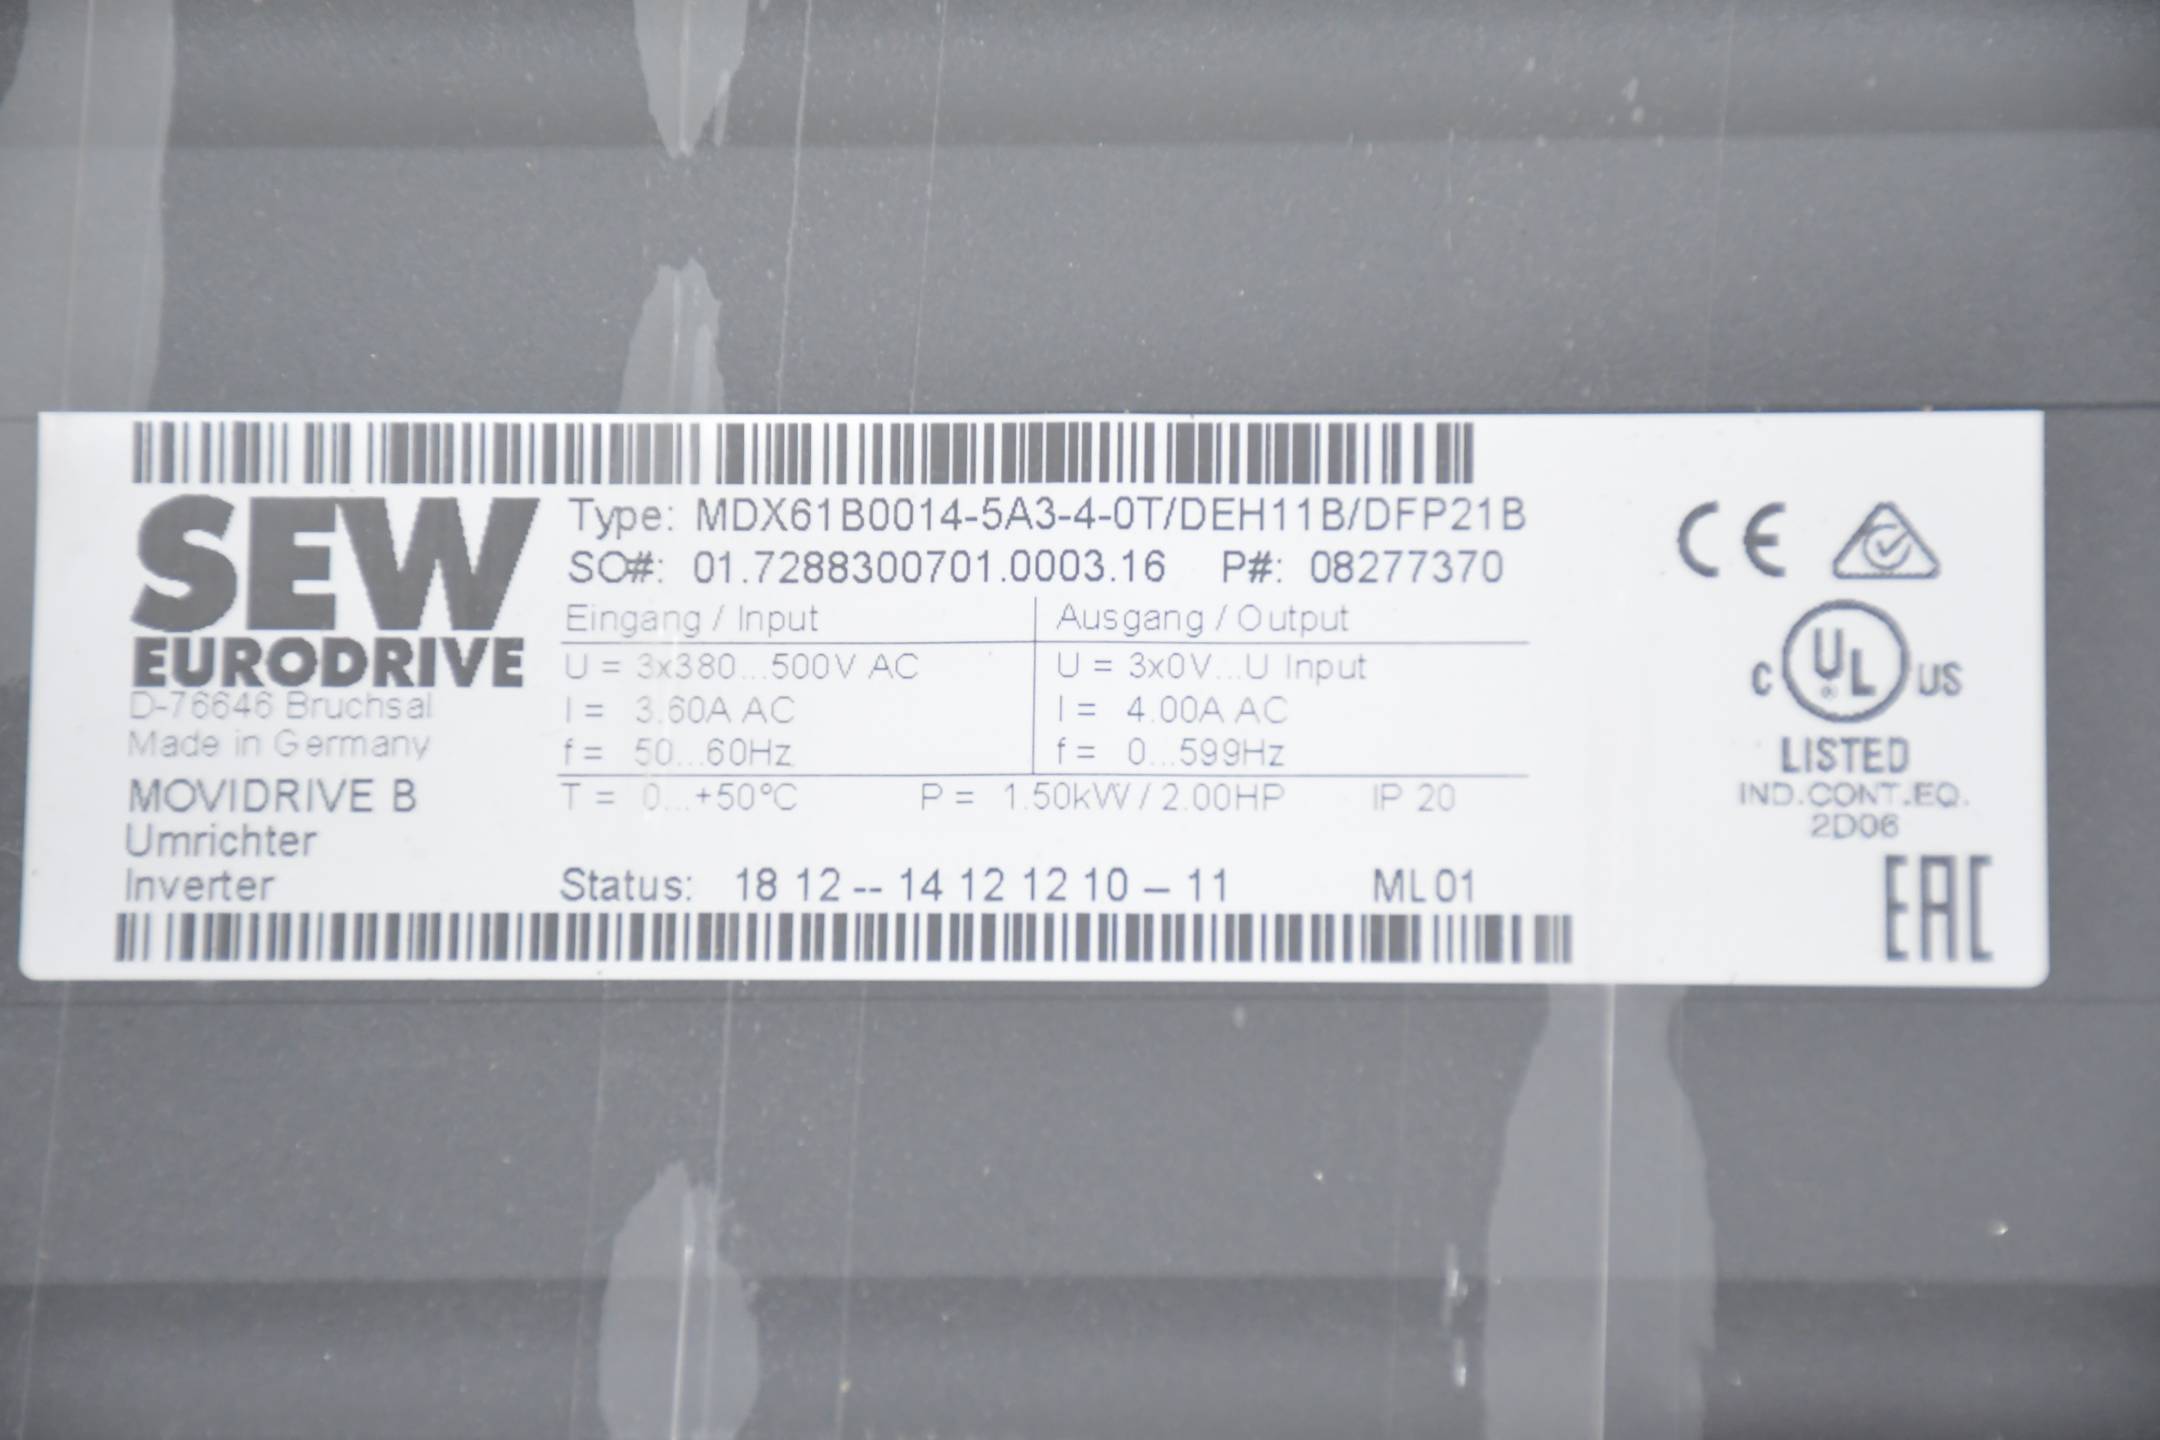 SEW
EURODRIVE
D-76646 Bruchsal
Made in Germany
MOVIDRIVE B
Umrichter
Inverter
Type: MDX61B0014-5A3-4-0T/DEH11B/DFP21B
SO#: 01.7288300701.0003.16 P#: 08277370
Eingang / Input
U = 3x380...500V AC
I = 3.60A AC
f = 50...60Hz
Ausgang / Output
U = 3x0V...U Input
I = 4.00A AC
f = 0...599Hz
T = 0...+50°C P = 1.50kW / 2.00HP IP 20
Status: 18 12 -- 14 12 12 10 – 11 ML 01
CE
C UL ® US
LISTED
IND.CONT.EQ.
2D06
EAC